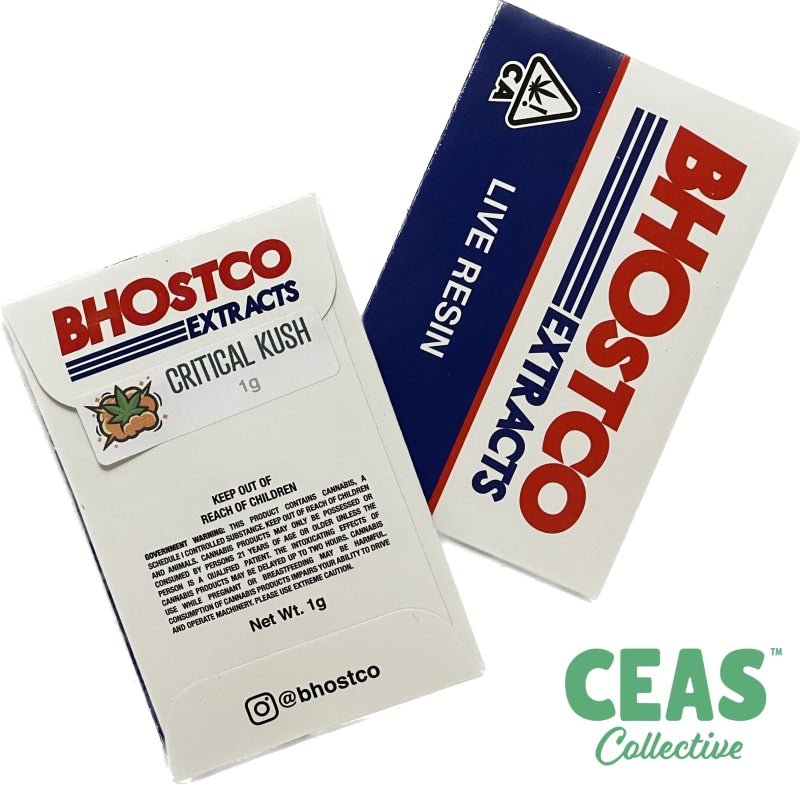 BHOSTCO
EXTRACTS
CRITICAL KUSH
1g
KEEP OUT OF
REACH OF CHILDREN
GOVERNMENT WARNING: THIS PRODUCT CONTAINS CANNABIS, A
SCHEDULE I CONTROLLED SUBSTANCE. KEEP OUT OF REACH OF CHILDREN
AND ANIMALS. CANNABIS PRODUCTS MAY ONLY BE POSSESSED OR
CONSUMED BY PERSONS 21 YEARS OF AGE OR OLDER UNLESS THE
PERSON IS A QUALIFIED PATIENT. THE INTOXICATING EFFECTS OF
CANNABIS PRODUCTS MAY BE DELAYED UP TO TWO HOURS. CANNABIS
USE WHILE PREGNANT OR BREASTFEEDING MAY BE HARMFUL.
CONSUMPTION OF CANNABIS PRODUCTS IMPAIRS YOUR ABILITY TO DRIVE
AND OPERATE MACHINERY. PLEASE USE EXTREME CAUTION.
Net Wt. 1g
@bhostco
!
CA
LIVE RESIN
BHOSTCO
EXTRACTS
CEAS™
Collective